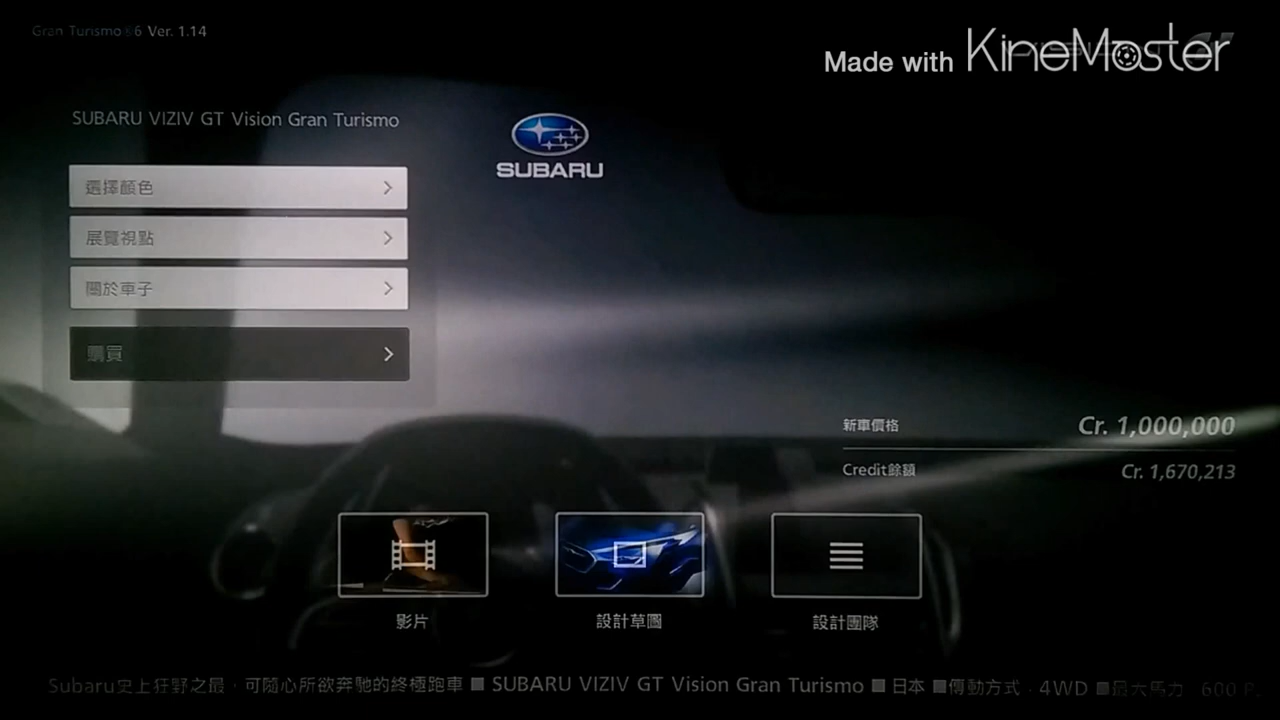 Gran Turismo 6 Ver. 1.14
Made with KineMaster
SUBARU VIZIV GT Vision Gran Turismo
SUBARU
選擇顏色
展覽視點
關於車子
購買
新車價格 Cr. 1,000,000
Credit餘額 Cr. 1,670,213
影片
設計草圖
設計團隊
Subaru史上狂野之最．可隨心所欲奔馳的終極跑車 ■ SUBARU VIZIV GT Vision Gran Turismo ■ 日本 ■傳動方式．4WD ■最大馬力 600 P